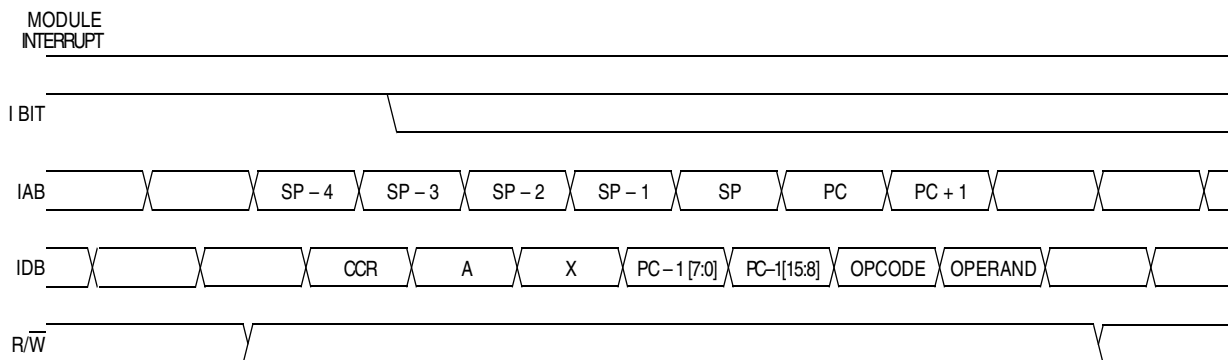 MODULE
INTERRUPT
I BIT
IAB SP – 4 SP – 3 SP – 2 SP – 1 SP PC PC + 1
IDB CCR A X PC – 1 [7:0] PC–1[15:8] OPCODE OPERAND
R/W̅